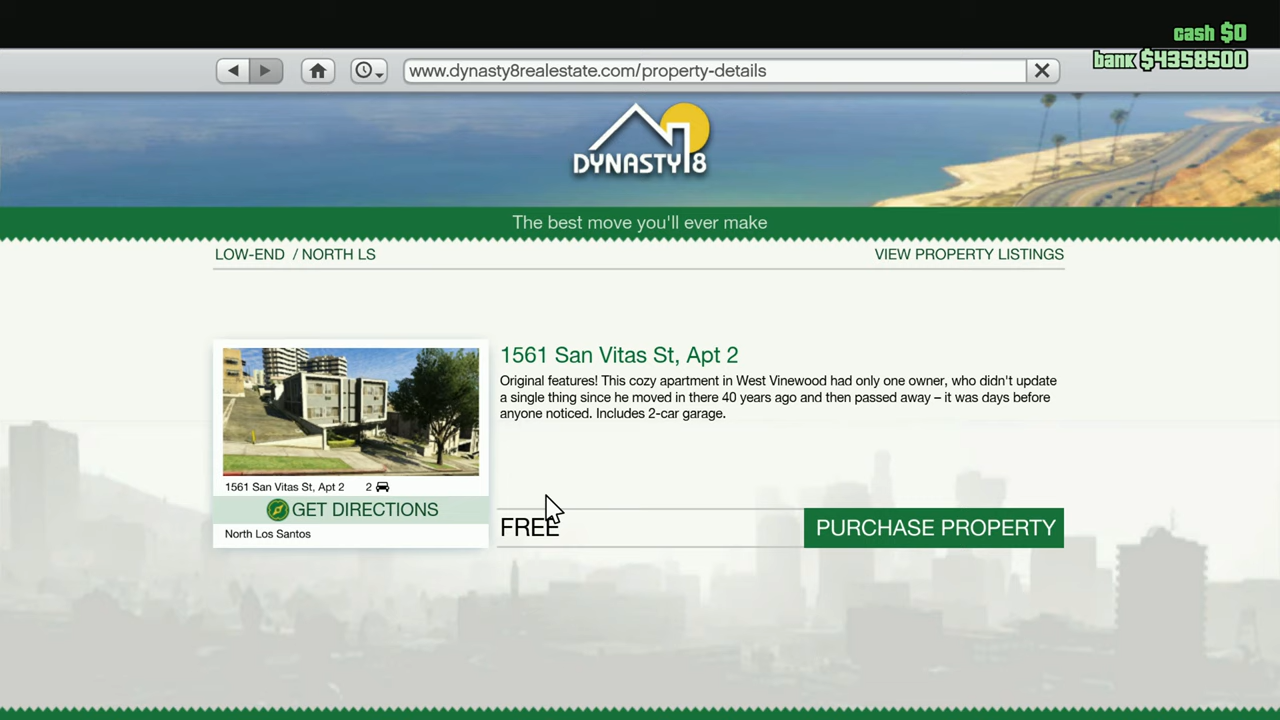 cash $0
bank $4358500
www.dynasty8realestate.com/property-details
DYNASTY 8
The best move you'll ever make
LOW-END / NORTH LS
VIEW PROPERTY LISTINGS
1561 San Vitas St, Apt 2
Original features! This cozy apartment in West Vinewood had only one owner, who didn't update
a single thing since he moved in there 40 years ago and then passed away – it was days before
anyone noticed. Includes 2-car garage.
1561 San Vitas St, Apt 2 2
GET DIRECTIONS
North Los Santos
FREE
PURCHASE PROPERTY